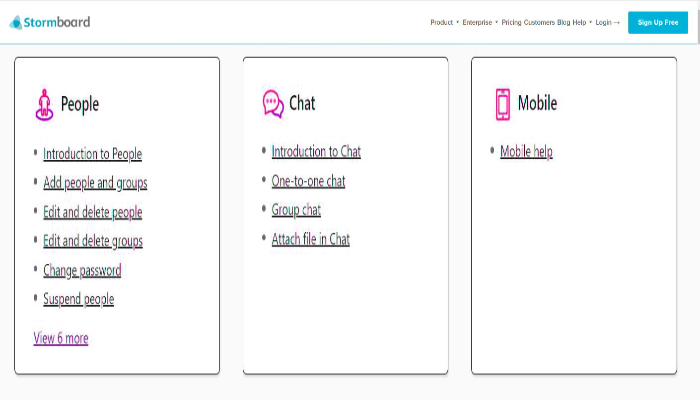 Stormboard
Product Enterprise Pricing Customers Blog Help Login → Sign Up Free
People
Introduction to People
Add people and groups
Edit and delete people
Edit and delete groups
Change password
Suspend people
View 6 more
Chat
Introduction to Chat
One-to-one chat
Group chat
Attach file in Chat
Mobile
Mobile help